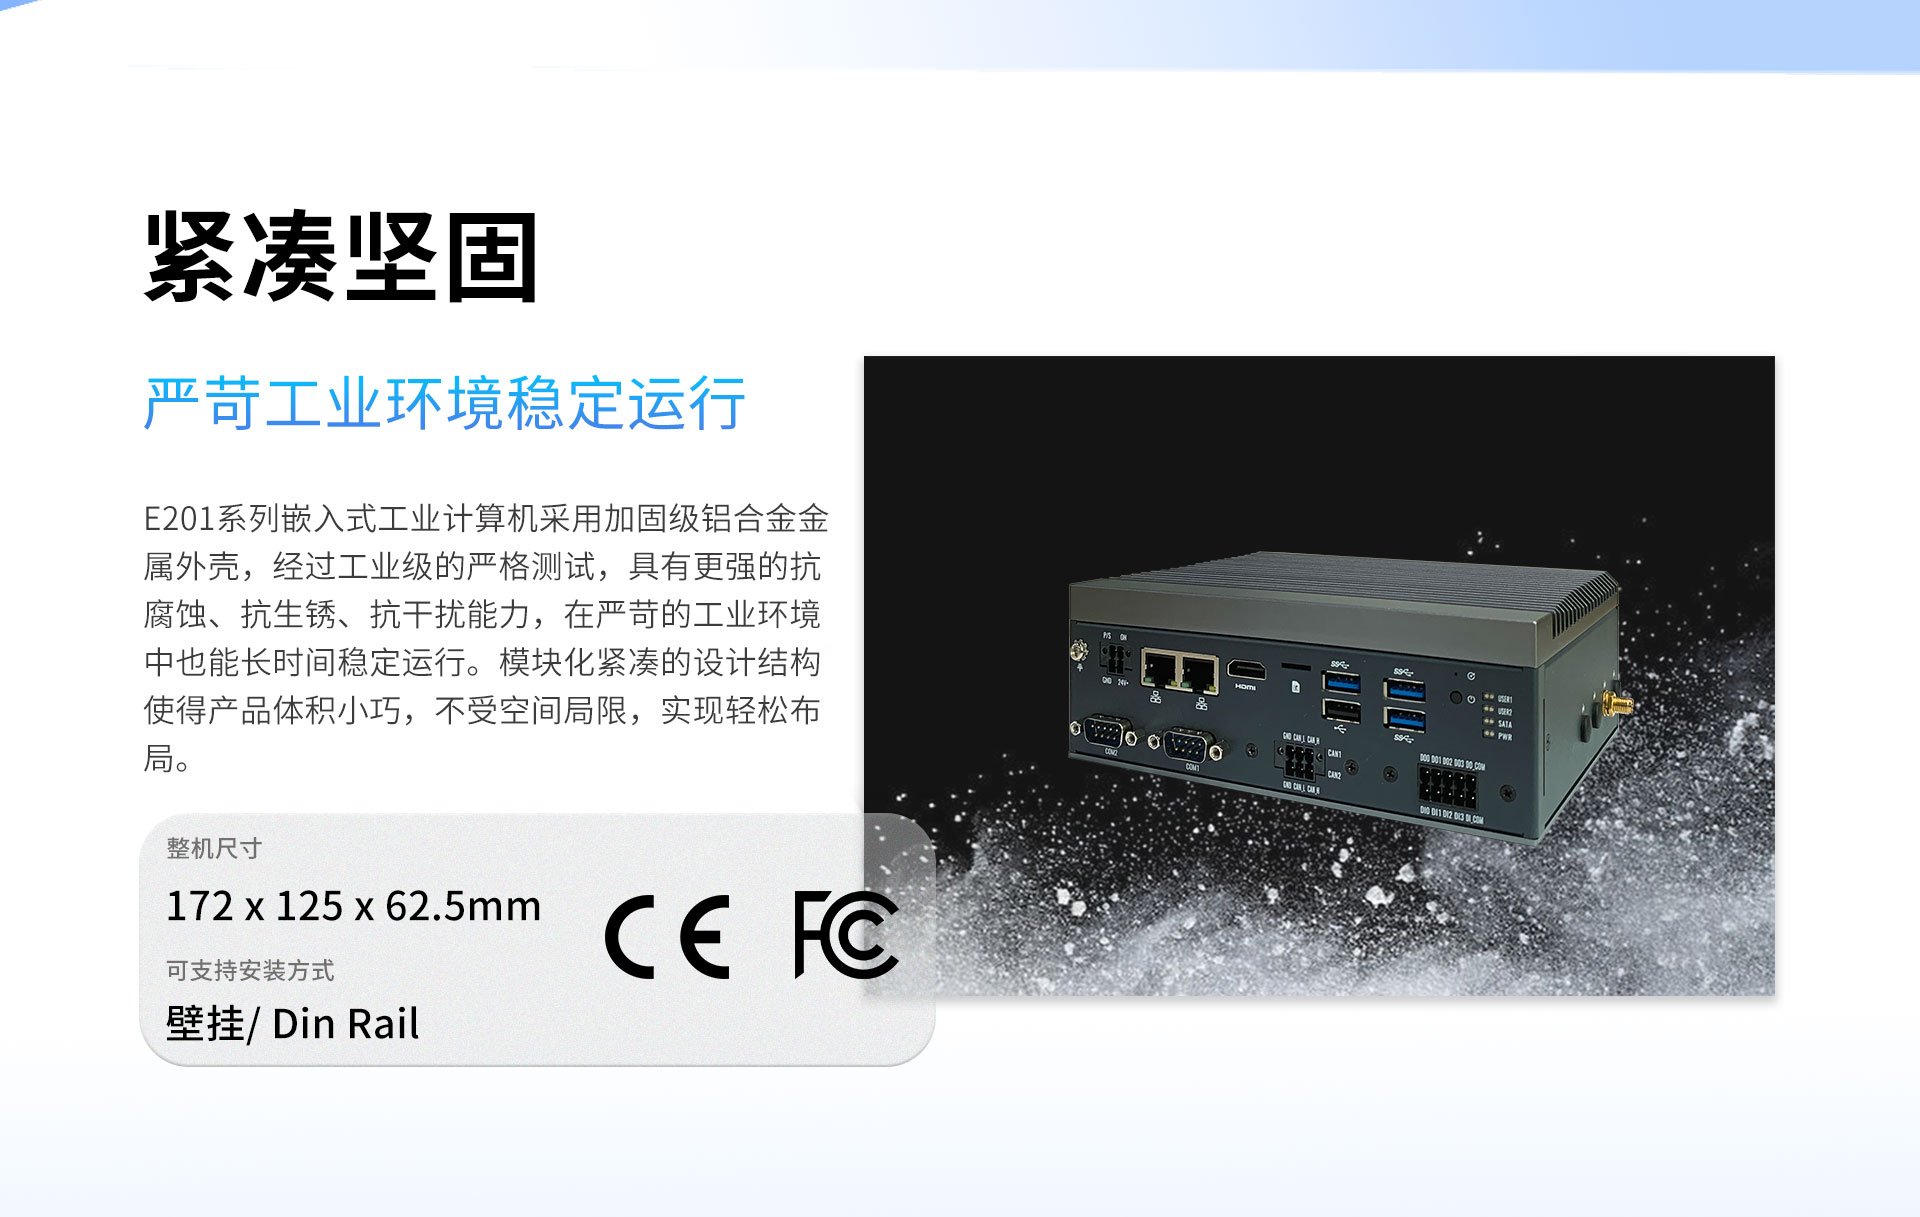 紧凑坚固
严苛工业环境稳定运行
E201系列嵌入式工业计算机采用加固级铝合金金
属外壳，经过工业级的严格测试，具有更强的抗
腐蚀、抗生锈、抗干扰能力，在严苛的工业环境
中也能长时间稳定运行。模块化紧凑的设计结构
使得产品体积小巧，不受空间局限，实现轻松布
局。
整机尺寸
172 x 125 x 62.5mm
可支持安装方式
壁挂/ Din Rail
CE FC
P/S ON
GND 24V+
HDMI
SS
SS
SS
USER1
USER2
SATA
PWR
COM2
COM1
GND CAN_L CAN_H
CAN1
CAN2
GND CAN_L CAN_H
DO0 DO1 DO2 DO3 DO_COM
DI0 DI1 DI2 DI3 DI_COM